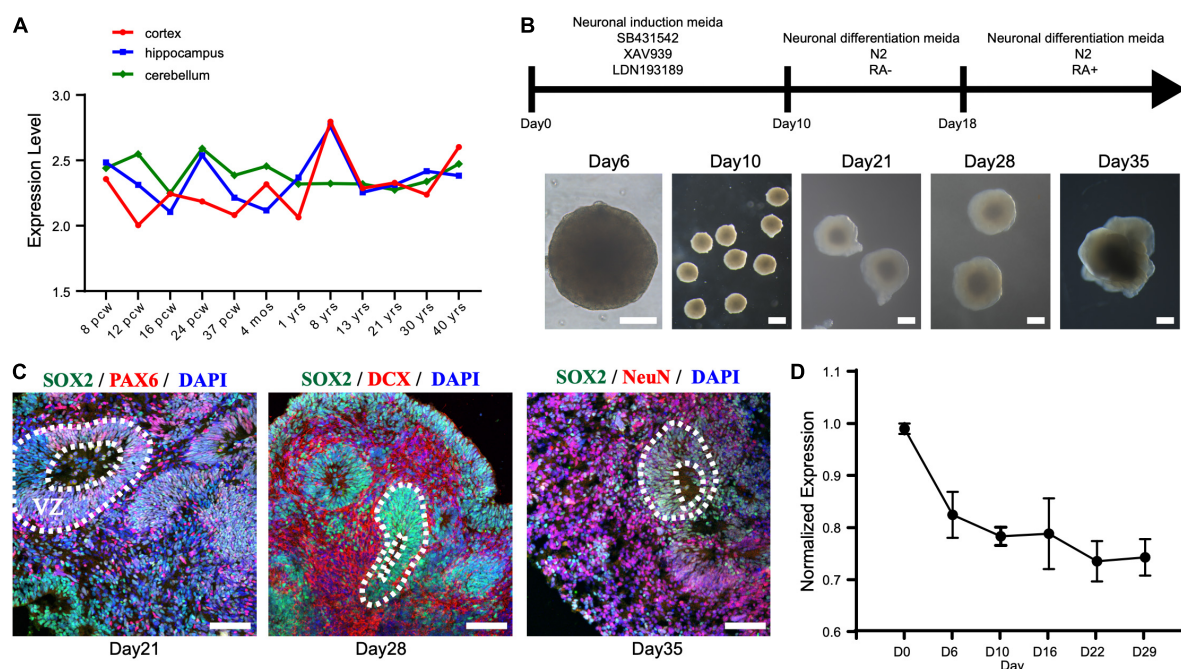 A
cortex
hippocampus
cerebellum
Expression Level
3.0
2.5
2.0
1.5
8 pcw
12 pcw
16 pcw
24 pcw
37 pcw
4 mos
1 yrs
8 yrs
13 yrs
21 yrs
30 yrs
40 yrs
B
Neuronal induction meida
SB431542
XAV939
LDN193189
Neuronal differentiation meida
N2
RA-
Neuronal differentiation meida
N2
RA+
Day0
Day10
Day18
Day6
Day10
Day21
Day28
Day35
C
SOX2 / PAX6 / DAPI
SOX2 / DCX / DAPI
SOX2 / NeuN / DAPI
VZ
Day21
Day28
Day35
D
Normalized Expression
1.1
1.0
0.9
0.8
0.7
0.6
D0
D6
D10
D16
D22
D29
Day